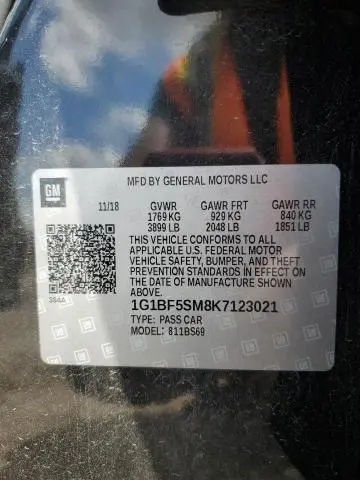 GM
MFD BY GENERAL MOTORS LLC
11/18 GVWR GAWR FRT GAWR RR
1769 KG 929 KG 840 KG
3899 LB 2048 LB 1851 LB
THIS VEHICLE CONFORMS TO ALL
APPLICABLE U.S. FEDERAL MOTOR
VEHICLE SAFETY, BUMPER, AND THEFT
PREVENTION STANDARDS IN EFFECT ON
THE DATE OF MANUFACTURE SHOWN ABOVE
384A
1G1BF5SM8K7123021
TYPE: PASS CAR
MODEL: 811BS69